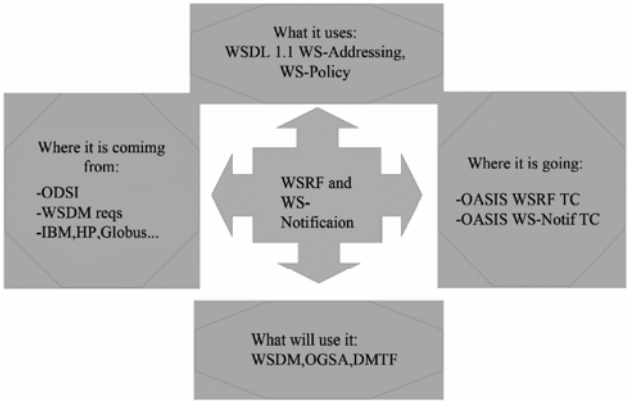 What it uses:
WSDL 1.1 WS-Addressing,
WS-Policy
Where it is comimg
from:
-ODSI
-WSDM reqs
-IBM,HP,Globus...
WSRF and
WS-
Notificaion
Where it is going:
-OASIS WSRF TC
-OASIS WS-Notif TC
What will use it:
WSDM,OGSA,DMTF